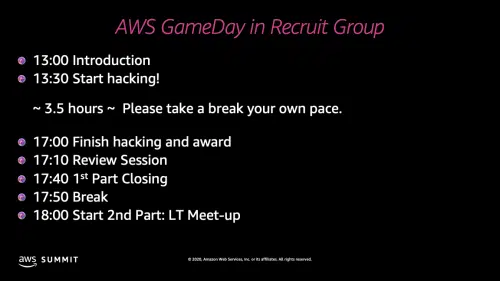 AWS GameDay in Recruit Group
13:00 Introduction
13:30 Start hacking!
~ 3.5 hours ~ Please take a break your own pace.
17:00 Finish hacking and award
17:10 Review Session
17:40 1st Part Closing
17:50 Break
18:00 Start 2nd Part: LT Meet-up
aws SUMMIT
© 2020, Amazon Web Services, Inc. or its affiliates. All rights reserved.